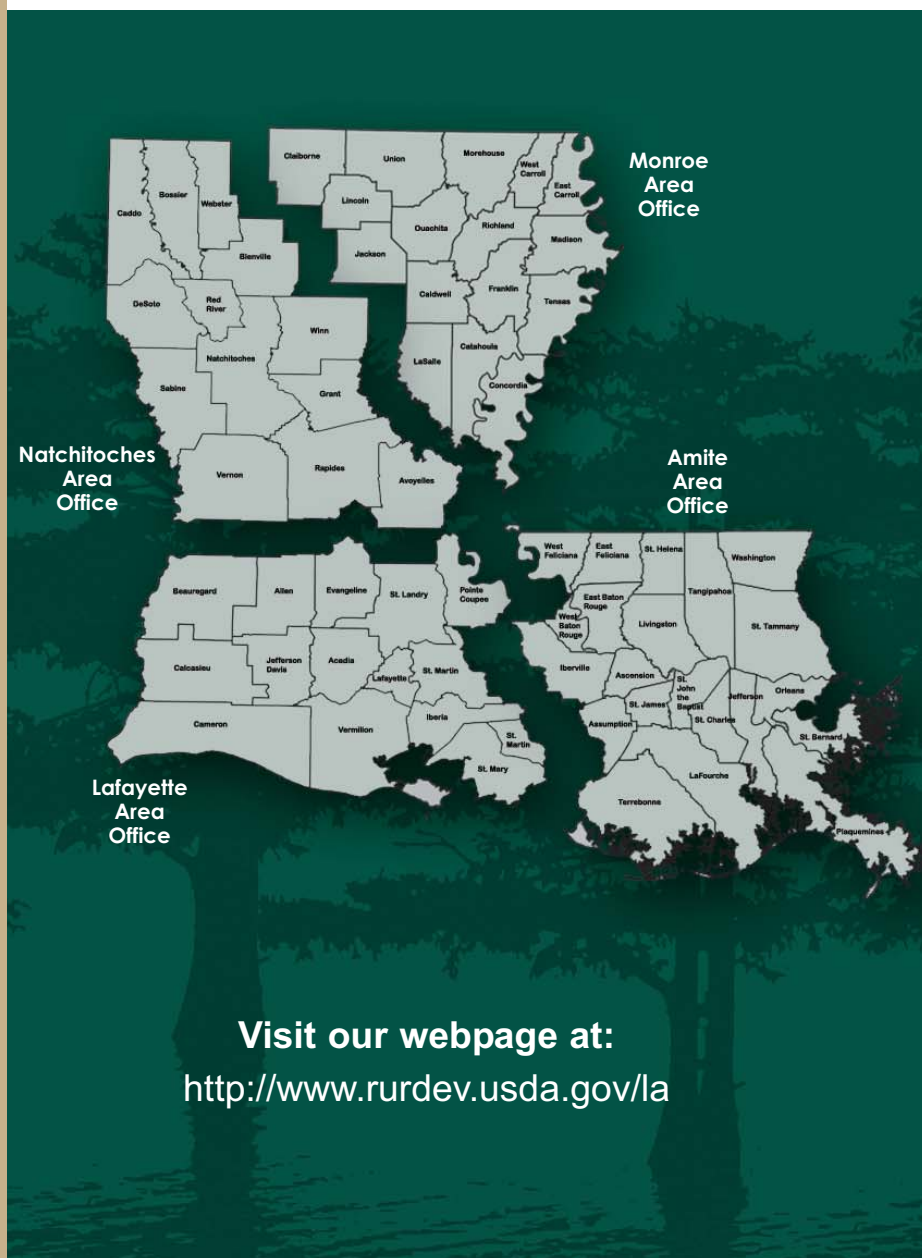 Monroe
Area
Office
Claiborne
Union
Morehouse
West
Carroll
East
Carroll
Lincoln
Ouachita
Richland
Madison
Jackson
Caldwell
Franklin
Tensas
LaSalle
Catahoula
Concordia
Natchitoches
Area
Office
Caddo
Bossier
Webster
Bienville
DeSoto
Red
River
Winn
Natchitoches
Sabine
Grant
Vernon
Rapides
Avoyelles
Amite
Area
Office
West
Feliciana
East
Feliciana
St. Helena
Washington
Tangipahoa
East Baton
Rouge
West
Baton
Rouge
Livingston
St. Tammany
Iberville
Ascension
St.
John
the
Baptist
Jefferson
Orleans
St. James
Assumption
St. Charles
St. Bernard
LaFourche
Terrebonne
Plaquemines
Lafayette
Area
Office
Beauregard
Allen
Evangeline
St. Landry
Pointe
Coupee
Calcasieu
Jefferson
Davis
Acadia
Lafayette
St. Martin
Cameron
Vermilion
Iberia
St.
Martin
St. Mary
Visit our webpage at:
http://www.rurdev.usda.gov/la